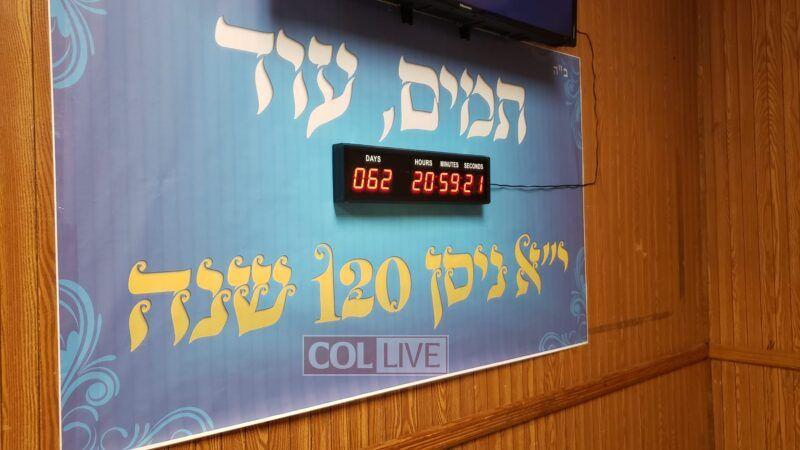 ב"ה
תמים, עוד
DAYS HOURS MINUTES SECONDS
062 20:59:21
י"א ניסן 120 שנה
COLLIVE